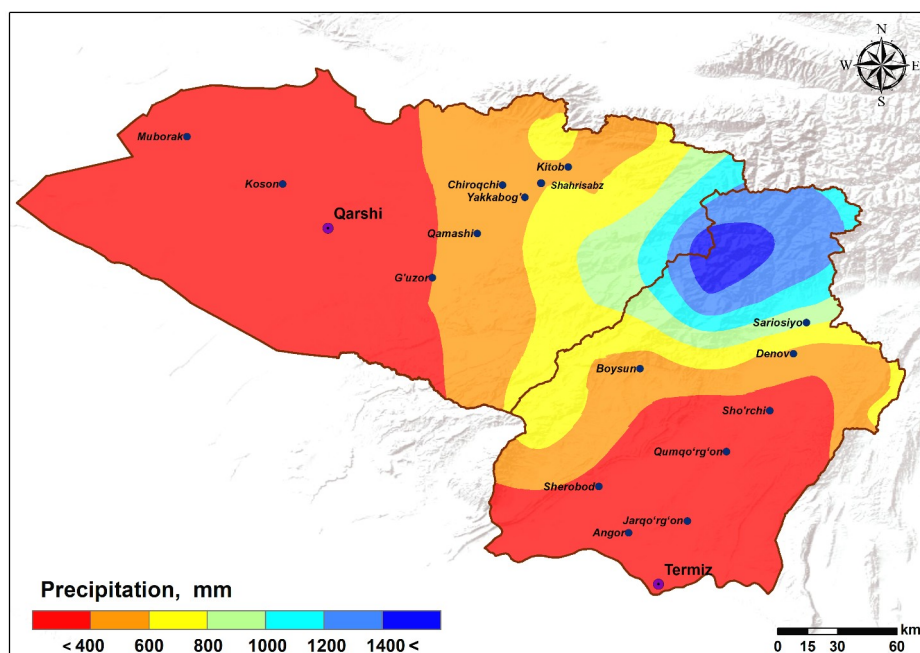 N
W E
S
Muborak
Kitob
Koson
Chiroqchi
Shahrisabz
Yakkabog'
Qarshi
Qamashi
G'uzor
Sariosiyo
Denov
Boysun
Sho'rchi
Qumqo'rg'on
Sherobod
Jarqo'rg'on
Angor
Termiz
Precipitation, mm
< 400 600 800 1000 1200 1400 <
km
0 15 30 60